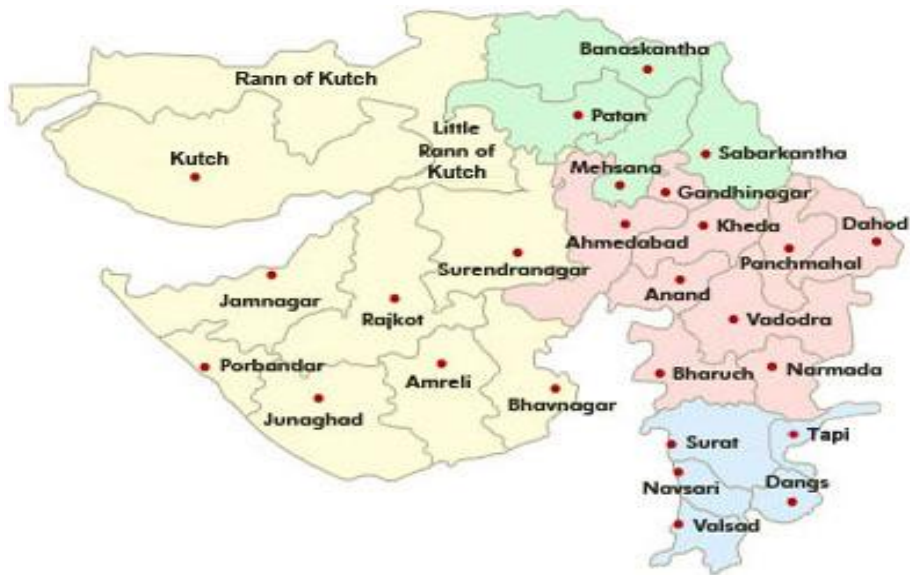 Banaskantha
Rann of Kutch
Patan
Little
Rann of
Kutch
Kutch
Sabarkantha
Mehsana
Gandhinagar
Kheda
Dahod
Ahmedabad
Panchmahal
Surendranagar
Anand
Jamnagar
Rajkot
Vadodra
Porbandar
Amreli
Bharuch
Narmada
Junaghad
Bhavnagar
Surat
Tapi
Navsari
Dangs
Valsad